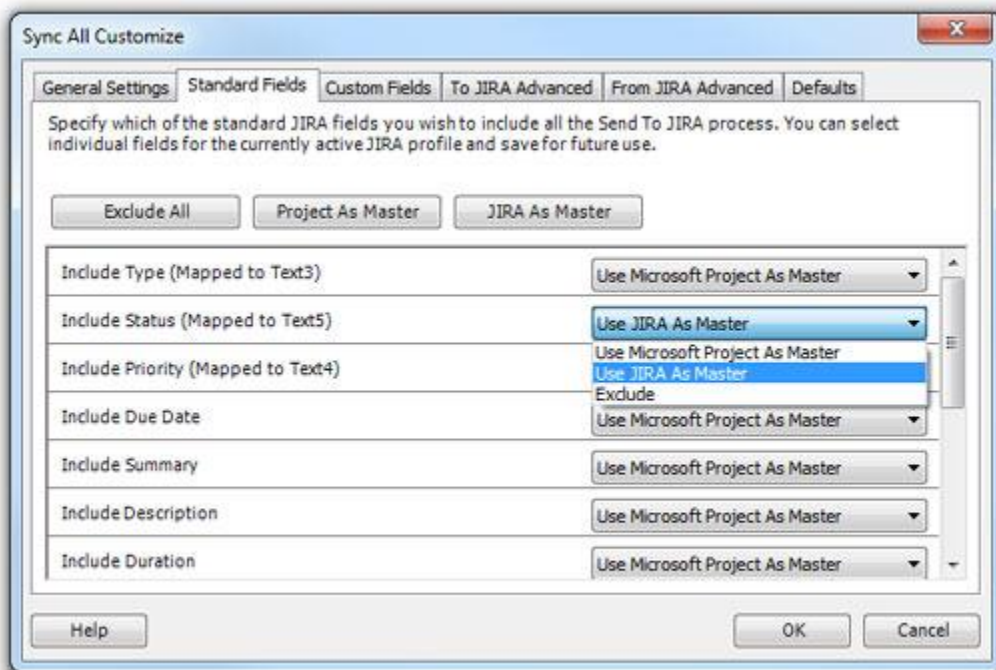 Sync All Customize
General Settings Standard Fields Custom Fields To JIRA Advanced From JIRA Advanced Defaults
Specify which of the standard JIRA fields you wish to include all the Send To JIRA process. You can select
individual fields for the currently active JIRA profile and save for future use.
Exclude All Project As Master JIRA As Master
Include Type (Mapped to Text3) Use Microsoft Project As Master
Include Status (Mapped to Text5) Use JIRA As Master
Use Microsoft Project As Master
Include Priority (Mapped to Text4) Use JIRA As Master
Exclude
Include Due Date Use Microsoft Project As Master
Include Summary Use Microsoft Project As Master
Include Description Use Microsoft Project As Master
Include Duration Use Microsoft Project As Master
Help OK Cancel